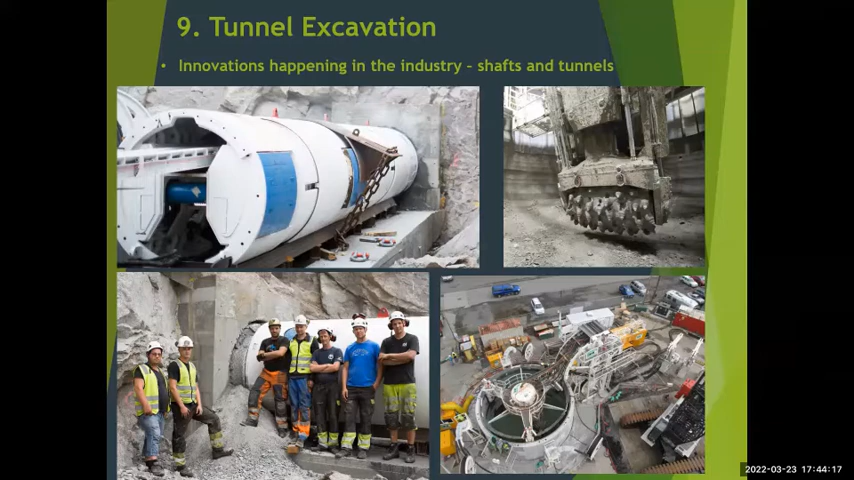 9. Tunnel Excavation
• Innovations happening in the industry – shafts and tunnels
2022-03-23 17:44:17